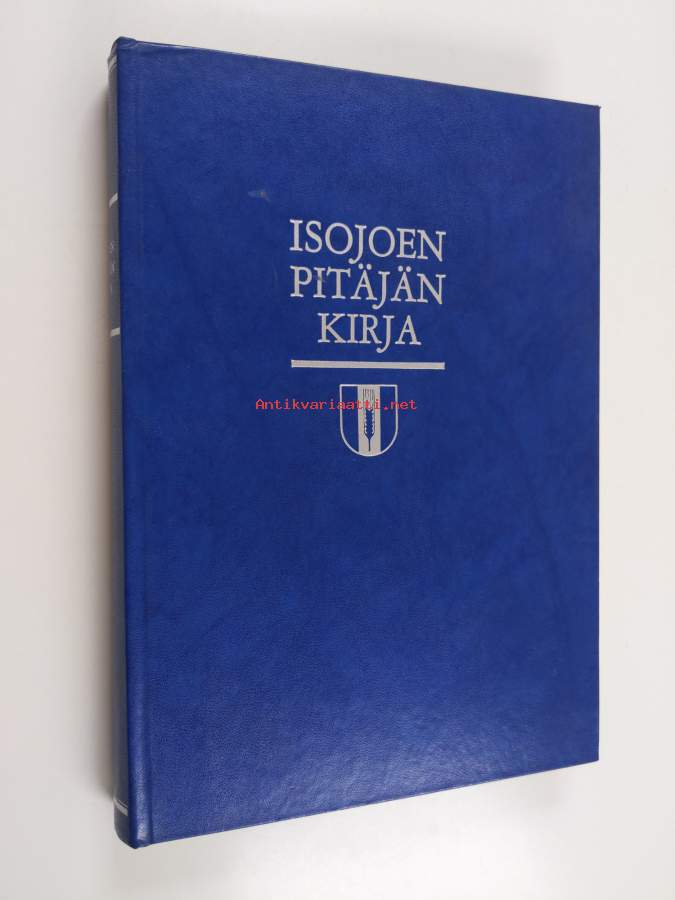 ISOJOEN
PITÄJÄN
KIRJA
Antikvariaatti.net